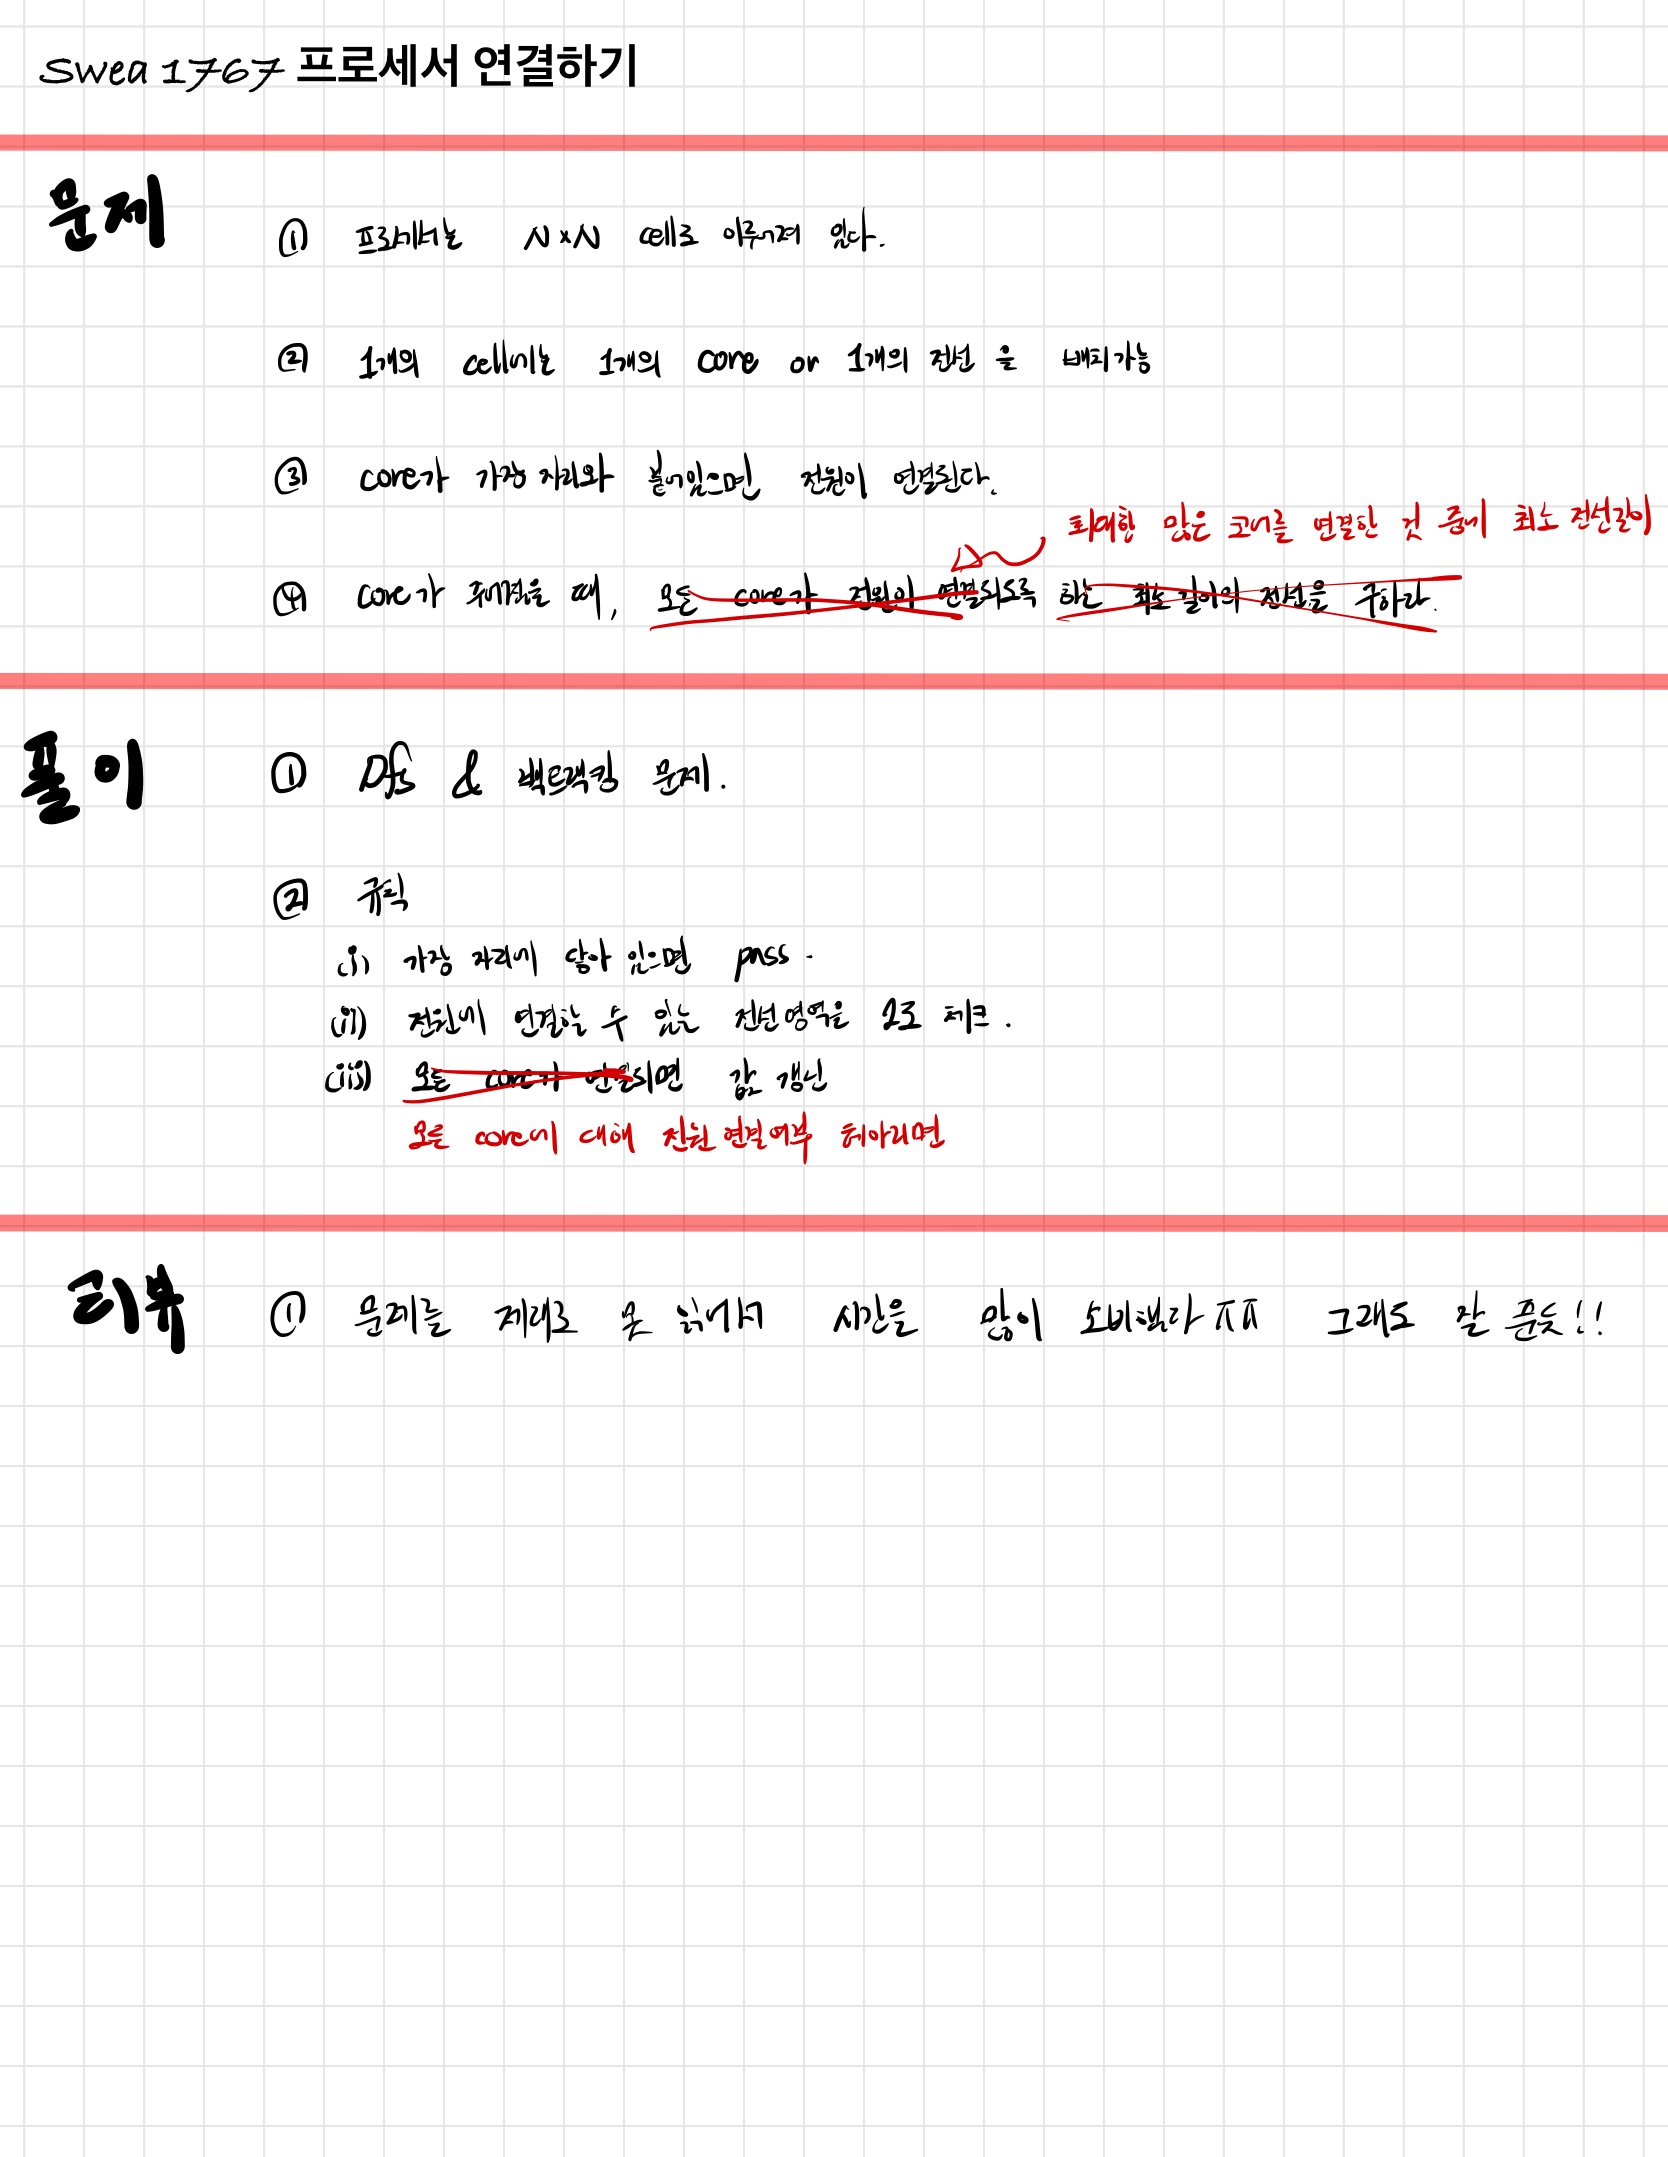 Swea 1767 프로세서 연결하기
문제
① 프로세서는 N×N cell로 이루어져 있다.
② 1개의 cell에는 1개의 core or 1개의 전선 을 배치가능
③ core가 가장 자리와 붙어있으면 전원이 연결된다.
최대한 많은 코어를 연결한 것 중에 최소 전선길이
④ core가 주어졌을 때, 모든 core가 전원이 연결되도록 하는 최소 길이의 전선을 구하라.
풀이
① Dfs & 백트랙킹 문제.
② 규칙
(i) 가장 자리에 닿아 있으면 pass.
(ii) 전원에 연결할 수 있는 전선영역을 2로 체크.
(iii) 모든 core가 연결되면 값 갱신
모든 core에 대해 전원 연결여부 헤아리면
리뷰
① 문제를 제대로 못 읽어서 시간을 많이 소비했다 ㅠㅠ 그래도 잘 푼듯!!